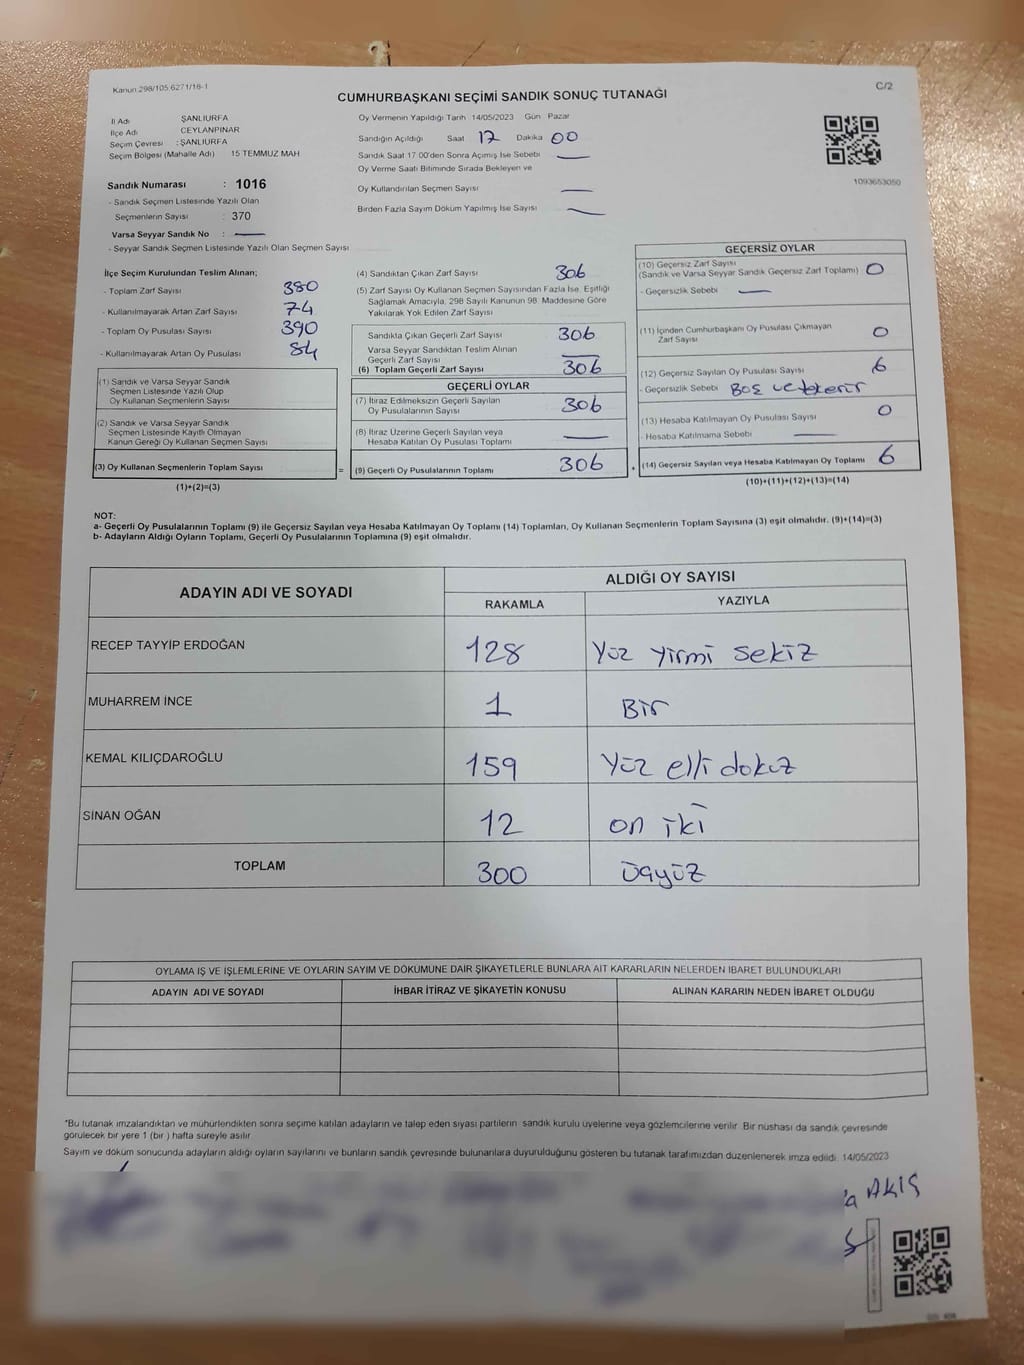 Kanun 298/105 6271/18-1
C/2
CUMHURBAŞKANI SEÇİMİ SANDIK SONUÇ TUTANAĞI
İl Adı ŞANLIURFA
İlçe Adı CEYLANPINAR
Seçim Çevresi : ŞANLIURFA
Seçim Bölgesi (Mahalle Adı) 15 TEMMUZ MAH
Sandık Numarası : 1016
- Sandık Seçmen Listesinde Yazılı Olan
Seçmenlerin Sayısı : 370
Varsa Seyyar Sandık No :
- Seyyar Sandık Seçmen Listesinde Yazılı Olan Seçmen Sayısı
Oy Vermenin Yapıldığı Tarih 14/05/2023 Gün Pazar
Sandığın Açıldığı Saat 17 Dakika 00
Sandık Saat 17 00'den Sonra Açımış İse Sebebi
Oy Verme Saati Bitiminde Sırada Bekleyen ve
Oy Kullandırılan Seçmen Sayısı
Birden Fazla Sayım Döküm Yapılmış İse Sayısı
1093653050
İlçe Seçim Kurulundan Teslim Alınan;
- Toplam Zarf Sayısı 380
- Kullanılmayarak Artan Zarf Sayısı 74
- Toplam Oy Pusulası Sayısı 390
- Kullanılmayarak Artan Oy Pusulası 84
(1) Sandık ve Varsa Seyyar Sandık
Seçmen Listesinde Yazılı Olup
Oy Kullanan Seçmenlerin Sayısı
(2) Sandık ve Varsa Seyyar Sandık
Seçmen Listesinde Kayıtlı Olmayan
Kanun Gereği Oy Kullanan Seçmen Sayısı
(3) Oy Kullanan Seçmenlerin Toplam Sayısı =
(1)+(2)=(3)
(4) Sandıktan Çıkan Zarf Sayısı 306
(5) Zarf Sayısı Oy Kullanan Seçmen Sayısından Fazla İse, Eşitliği
Sağlamak Amacıyla, 298 Sayılı Kanunun 98. Maddesine Göre
Yakılarak Yok Edilen Zarf Sayısı
Sandıkta Çıkan Geçerli Zarf Sayısı 306
Varsa Seyyar Sandıktan Teslim Alınan
Geçerli Zarf Sayısı
(6) Toplam Geçerli Zarf Sayısı 306
GEÇERLİ OYLAR
(7) İtiraz Edilmeksizin Geçerli Sayılan
Oy Pusulalarının Sayısı 306
(8) İtiraz Üzerine Geçerli Sayılan veya
Hesaba Katılan Oy Pusulası Toplamı
(9) Geçerli Oy Pusulalarının Toplamı 306 +
GEÇERSİZ OYLAR
(10) Geçersiz Zarf Sayısı
(Sandık ve Varsa Seyyar Sandık Geçersiz Zarf Toplamı) 0
- Geçersizlik Sebebi
(11) İçinden Cumhurbaşkanı Oy Pusulası Çıkmayan
Zarf Sayısı 0
(12) Geçersiz Sayılan Oy Pusulası Sayısı 6
- Geçersizlik Sebebi Boş ve tekerir
(13) Hesaba Katılmayan Oy Pusulası Sayısı 0
- Hesaba Katılmama Sebebi
(14) Geçersiz Sayılan veya Hesaba Katılmayan Oy Toplamı 6
(10)+(11)+(12)+(13)=(14)
NOT:
a- Geçerli Oy Pusulalarının Toplamı (9) ile Geçersiz Sayılan veya Hesaba Katılmayan Oy Toplamı (14) Toplamları, Oy Kullanan Seçmenlerin Toplam Sayısına (3) eşit olmalıdır. (9)+(14)=(3)
b- Adayların Aldığı Oyların Toplamı, Geçerli Oy Pusulalarının Toplamına (9) eşit olmalıdır.
ADAYIN ADI VE SOYADI
ALDIĞI OY SAYISI
RAKAMLA YAZIYLA
RECEP TAYYİP ERDOĞAN 128 Yüz yirmi sekiz
MUHARREM İNCE 1 Bir
KEMAL KILIÇDAROĞLU 159 Yüz elli dokuz
SİNAN OĞAN 12 on iki
TOPLAM 300 üçyüz
OYLAMA İŞ VE İŞLEMLERİNE VE OYLARIN SAYIM VE DÖKÜMÜNE DAİR ŞİKAYETLERLE BUNLARA AİT KARARLARIN NELERDEN İBARET BULUNDUKLARI
ADAYIN ADI VE SOYADI İHBAR İTİRAZ VE ŞİKAYETİN KONUSU ALINAN KARARIN NEDEN İBARET OLDUĞU
*Bu tutanak imzalandıktan ve mühürlendikten sonra seçime katılan adayların ve talep eden siyasi partilerin sandık kurulu üyelerine veya gözlemcilerine verilir. Bir nüshası da sandık çevresinde
görülecek bir yere 1 (bir ) hafta süreyle asılır.
Sayım ve döküm sonucunda adayların aldığı oyların sayılarını ve bunların sandık çevresinde bulunanlara duyurulduğunu gösteren bu tutanak tarafımızdan düzenlenerek imza edildi. 14/05/2023
a AKIŞ